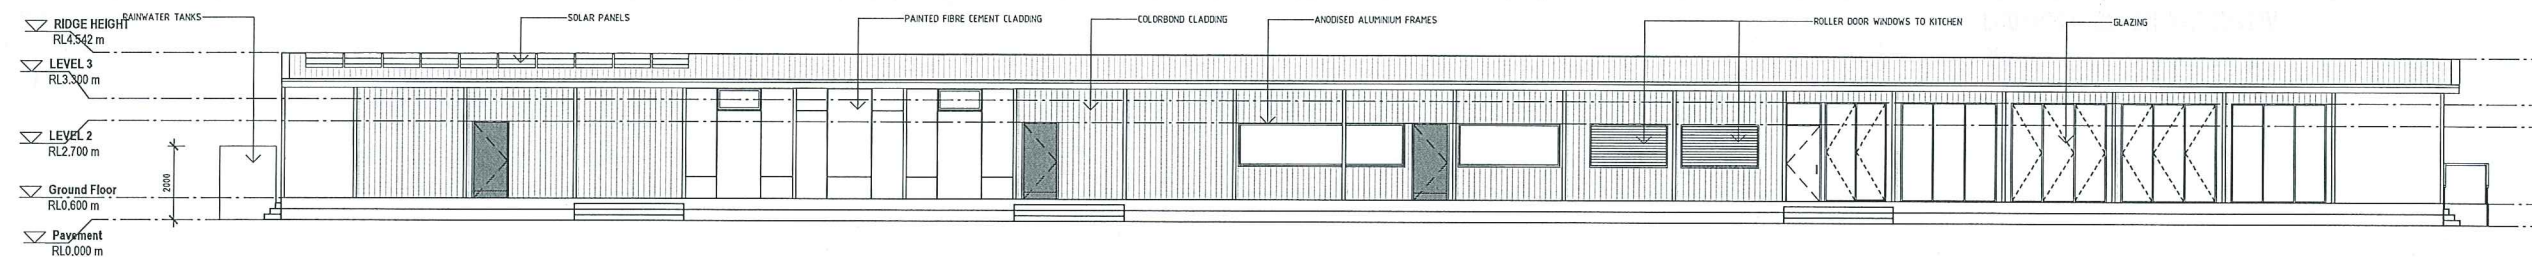 RAINWATER TANKS
SOLAR PANELS
PAINTED FIBRE CEMENT CLADDING
COLORBOND CLADDING
ANODISED ALUMINIUM FRAMES
ROLLER DOOR WINDOWS TO KITCHEN
GLAZING
RIDGE HEIGHT
RL4.542 m
LEVEL 3
RL3.300 m
LEVEL 2
RL2.700 m
2000
Ground Floor
RL0.600 m
Pavement
RL0.000 m